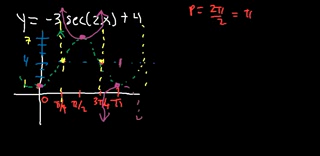 y = -3 sec(2x) + 4
P = 2π/2 = π
7
4
1
0 π/4 π/2 3π/4 π